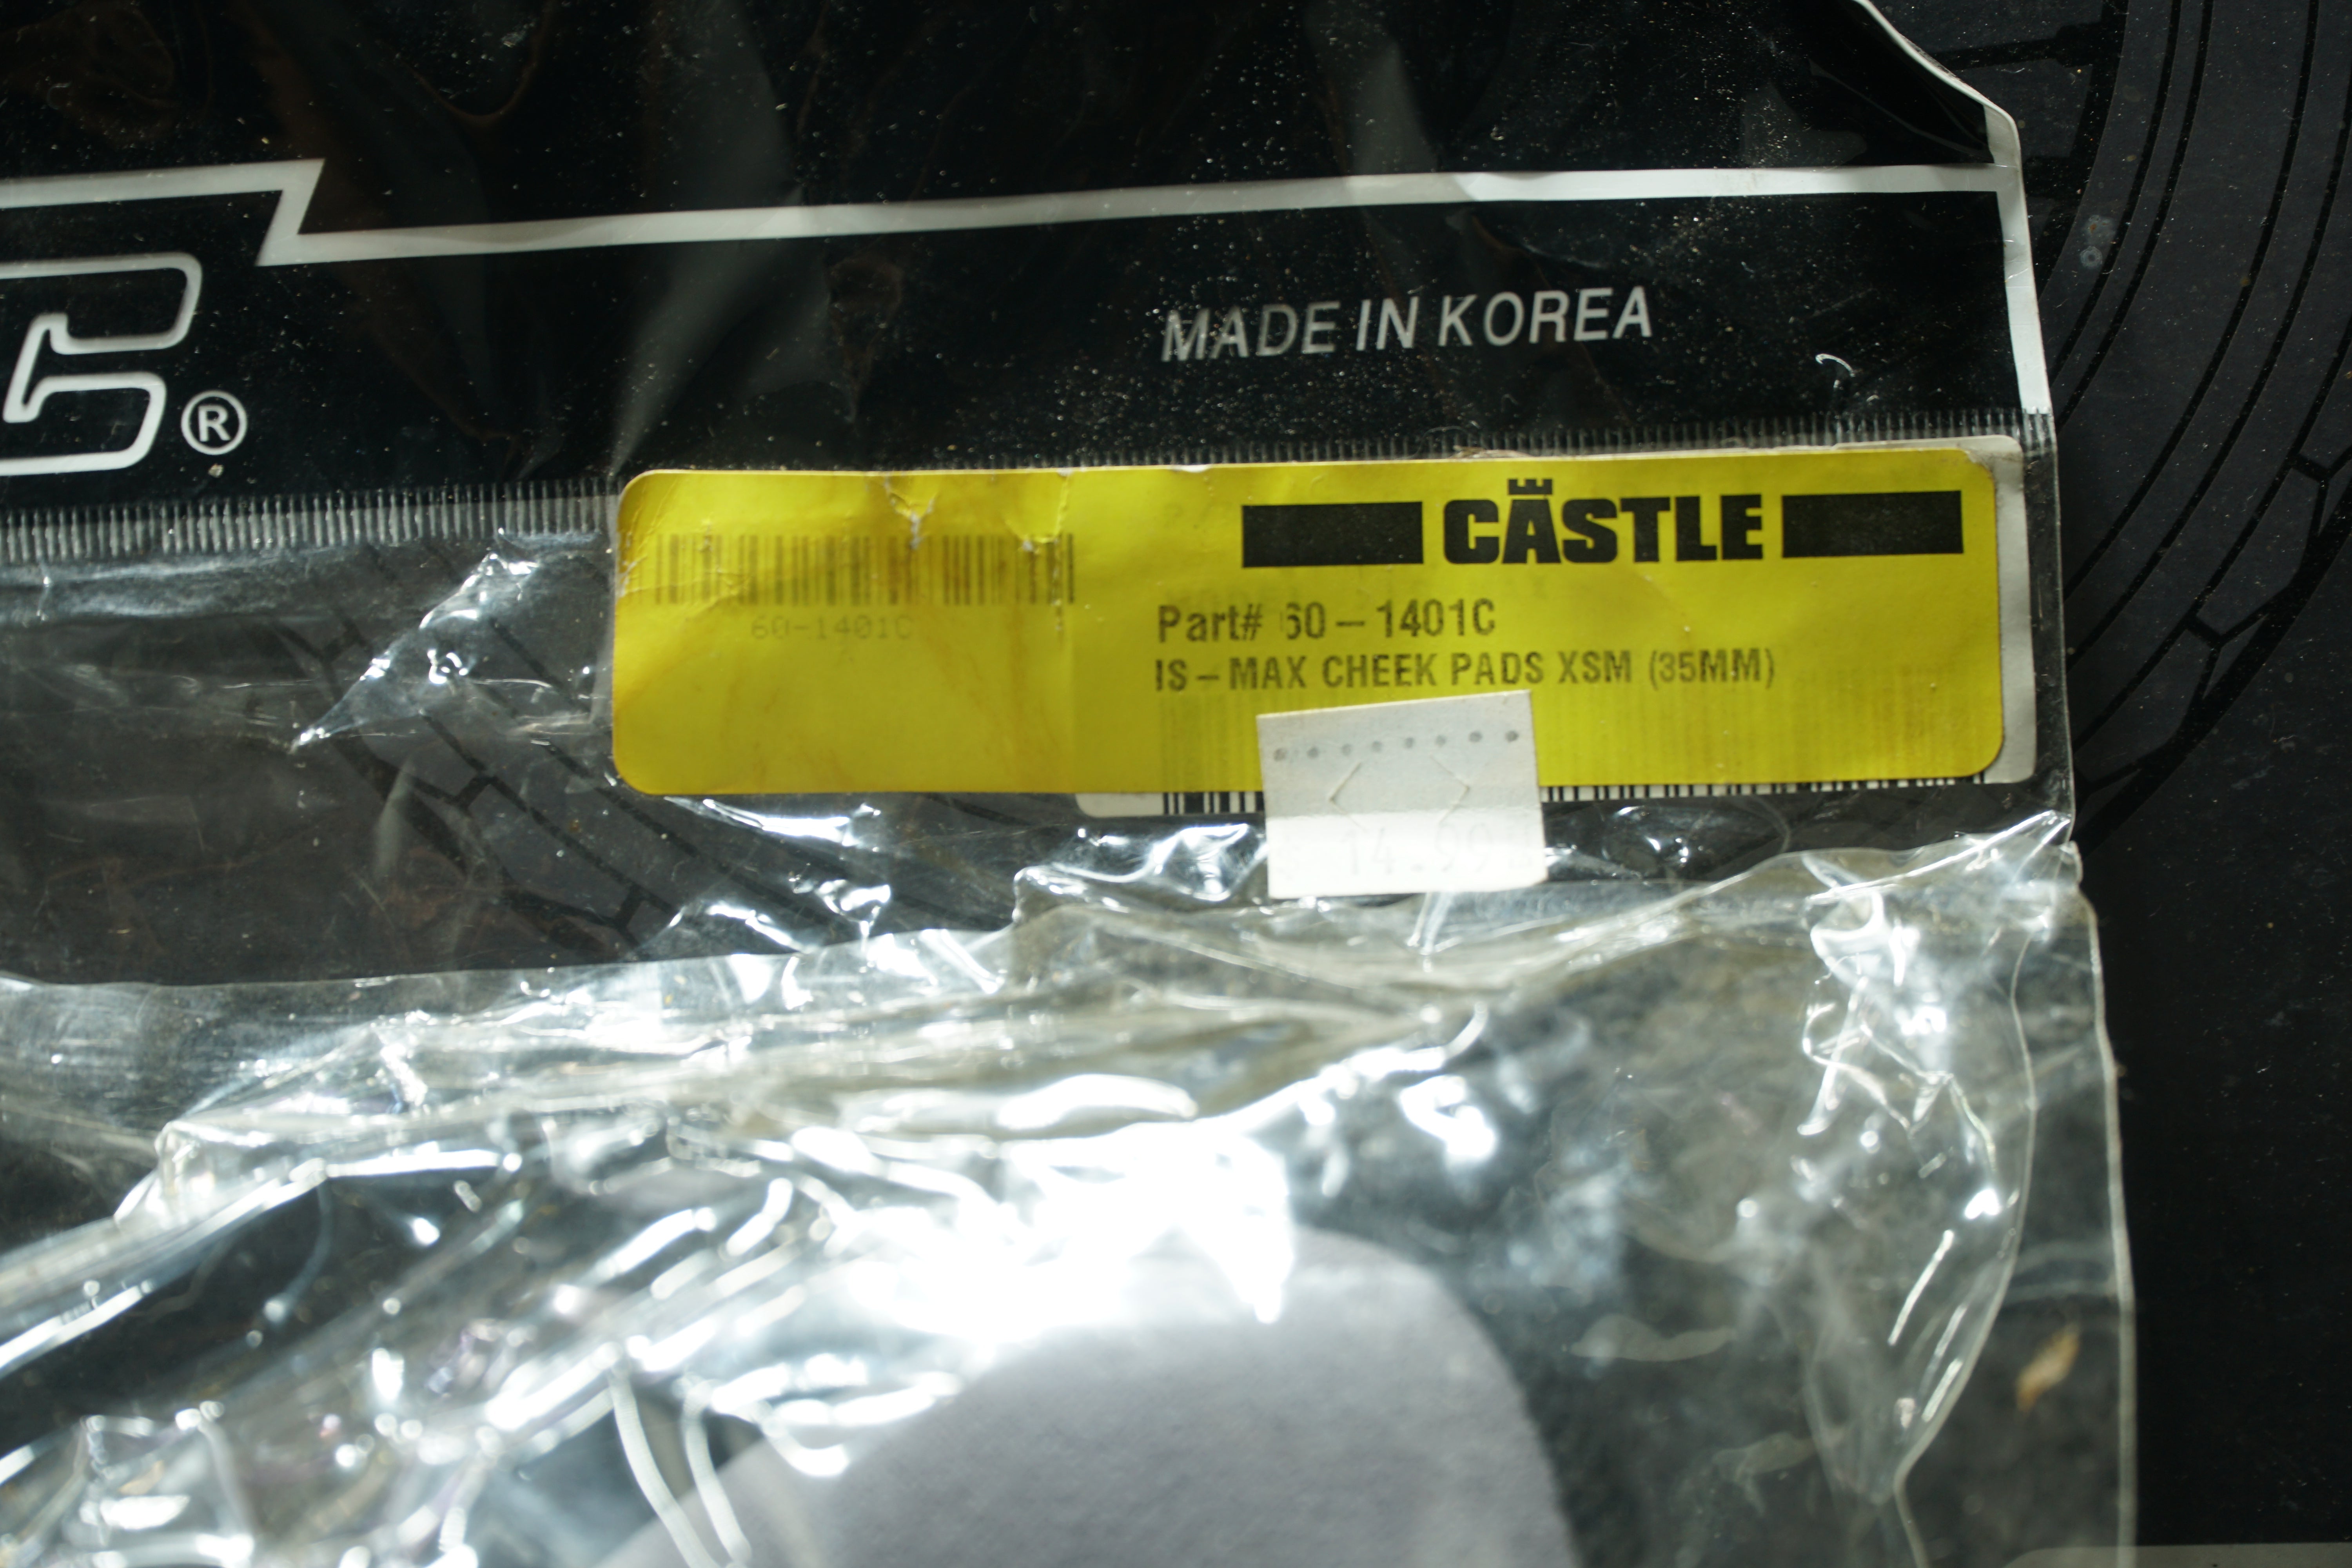 MADE IN KOREA
C®
CASTLE
60-1401C
Part# 60-1401C
IS-MAX CHEEK PADS XSM (35MM)
14.99